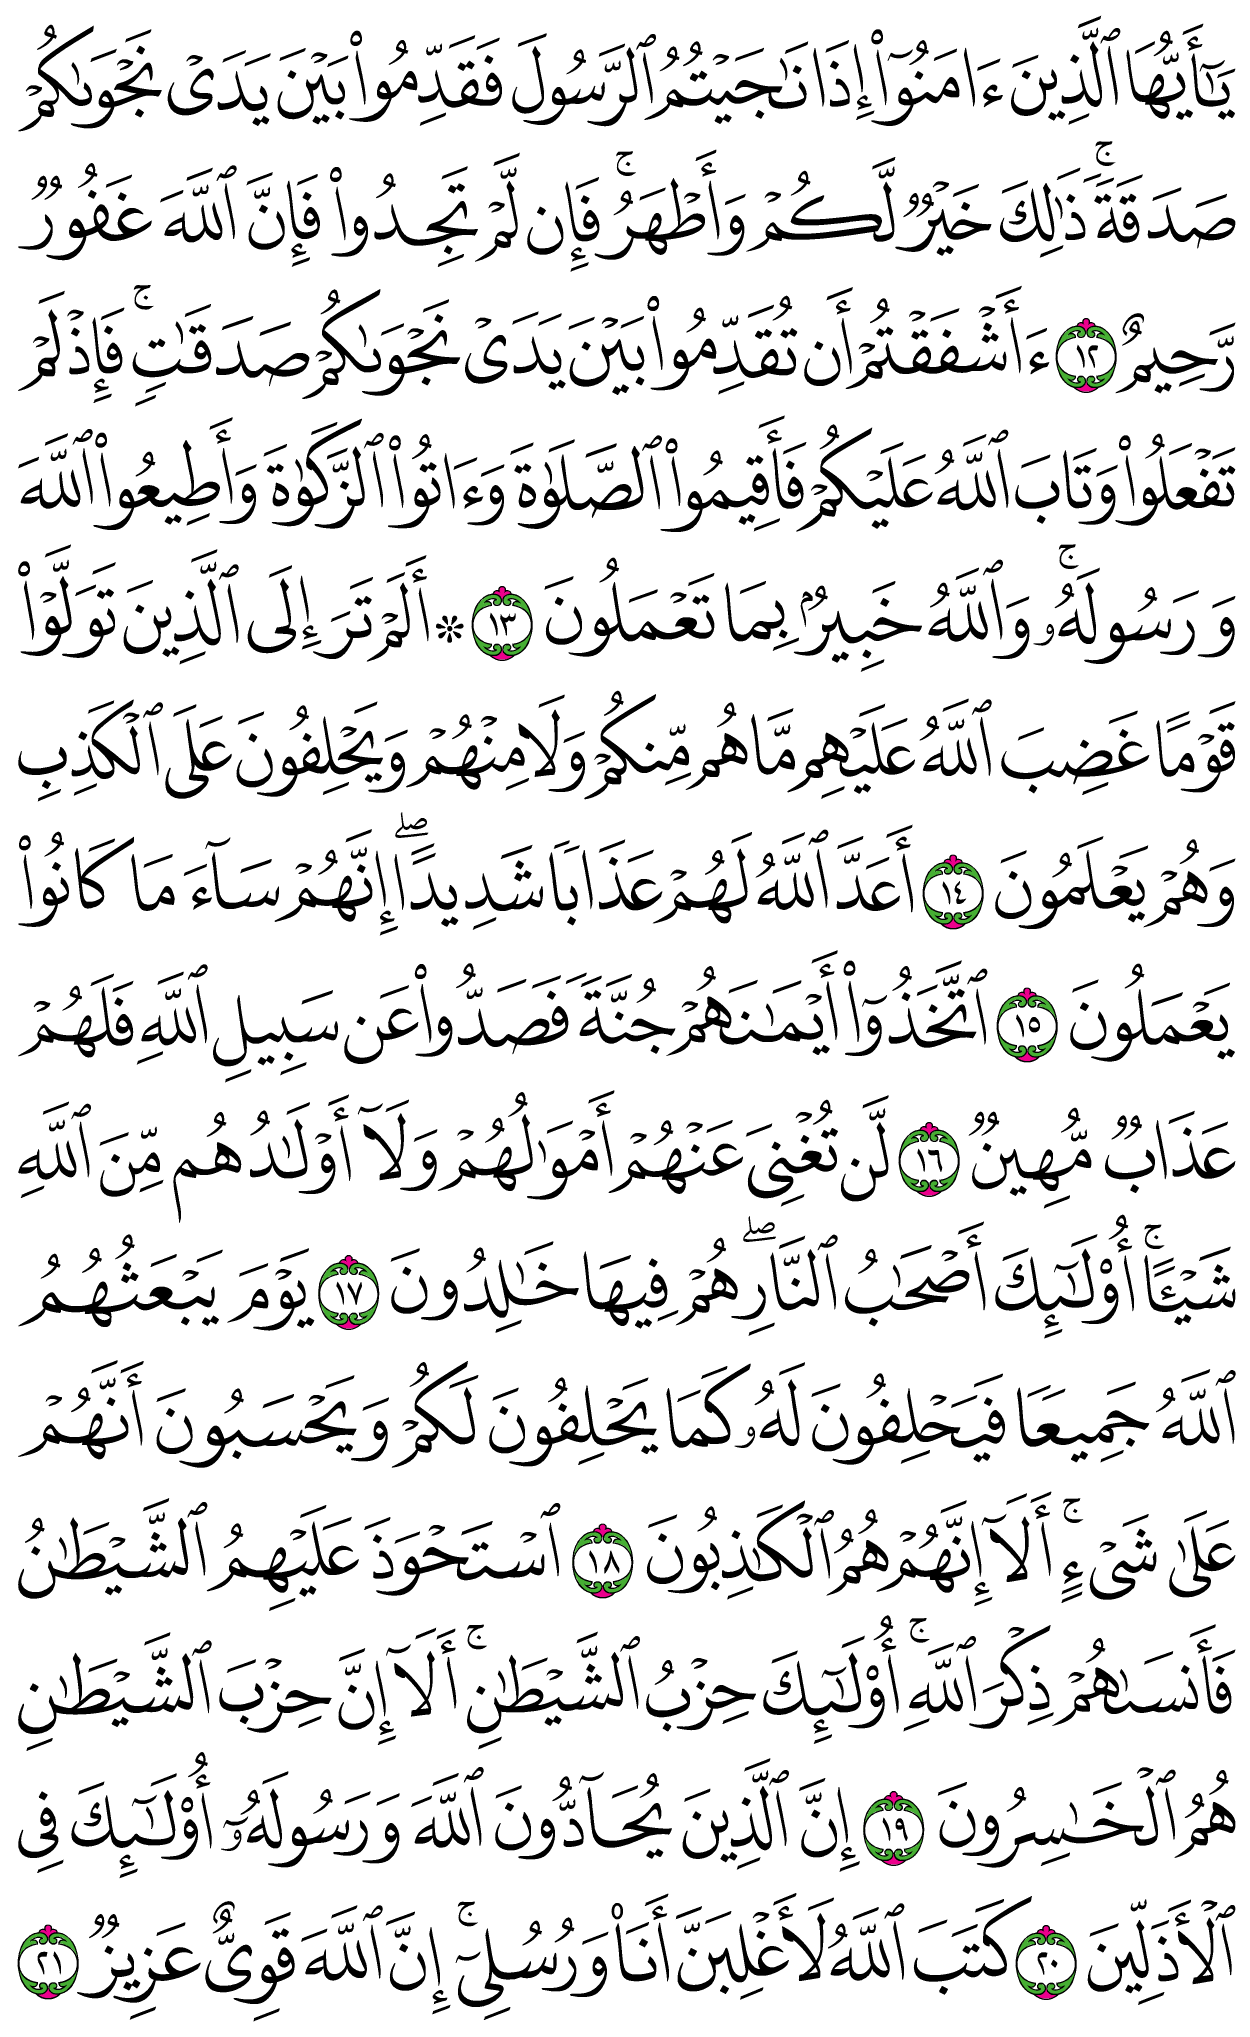 يَٰٓأَيُّهَا ٱلَّذِينَ ءَامَنُوٓا۟ إِذَا نَٰجَيْتُمُ ٱلرَّسُولَ فَقَدِّمُوا۟ بَيْنَ يَدَىْ نَجْوَىٰكُمْ
صَدَقَةً ۚ ذَٰلِكَ خَيْرٌ لَّكُمْ وَأَطْهَرُ ۚ فَإِن لَّمْ تَجِدُوا۟ فَإِنَّ ٱللَّهَ غَفُورٌ
رَّحِيمٌ ١٢ ءَأَشْفَقْتُمْ أَن تُقَدِّمُوا۟ بَيْنَ يَدَىْ نَجْوَىٰكُمْ صَدَقَٰتٍ ۚ فَإِذْ لَمْ
تَفْعَلُوا۟ وَتَابَ ٱللَّهُ عَلَيْكُمْ فَأَقِيمُوا۟ ٱلصَّلَوٰةَ وَءَاتُوا۟ ٱلزَّكَوٰةَ وَأَطِيعُوا۟ ٱللَّهَ
وَرَسُولَهُۥ ۚ وَٱللَّهُ خَبِيرٌۢ بِمَا تَعْمَلُونَ ١٣ * أَلَمْ تَرَ إِلَى ٱلَّذِينَ تَوَلَّوْا۟
قَوْمًا غَضِبَ ٱللَّهُ عَلَيْهِم مَّا هُم مِّنكُمْ وَلَا مِنْهُمْ وَيَحْلِفُونَ عَلَى ٱلْكَذِبِ
وَهُمْ يَعْلَمُونَ ١٤ أَعَدَّ ٱللَّهُ لَهُمْ عَذَابًا شَدِيدًا ۖ إِنَّهُمْ سَآءَ مَا كَانُوا۟
يَعْمَلُونَ ١٥ ٱتَّخَذُوٓا۟ أَيْمَٰنَهُمْ جُنَّةً فَصَدُّوا۟ عَن سَبِيلِ ٱللَّهِ فَلَهُمْ
عَذَابٌ مُّهِينٌ ١٦ لَّن تُغْنِىَ عَنْهُمْ أَمْوَٰلُهُمْ وَلَآ أَوْلَٰدُهُم مِّنَ ٱللَّهِ
شَيْـًٔا ۚ أُو۟لَٰٓئِكَ أَصْحَٰبُ ٱلنَّارِ ۖ هُمْ فِيهَا خَٰلِدُونَ ١٧ يَوْمَ يَبْعَثُهُمُ
ٱللَّهُ جَمِيعًا فَيَحْلِفُونَ لَهُۥ كَمَا يَحْلِفُونَ لَكُمْ وَيَحْسَبُونَ أَنَّهُمْ
عَلَىٰ شَىْءٍ ۚ أَلَآ إِنَّهُمْ هُمُ ٱلْكَٰذِبُونَ ١٨ ٱسْتَحْوَذَ عَلَيْهِمُ ٱلشَّيْطَٰنُ
فَأَنسَىٰهُمْ ذِكْرَ ٱللَّهِ ۚ أُو۟لَٰٓئِكَ حِزْبُ ٱلشَّيْطَٰنِ ۚ أَلَآ إِنَّ حِزْبَ ٱلشَّيْطَٰنِ
هُمُ ٱلْخَٰسِرُونَ ١٩ إِنَّ ٱلَّذِينَ يُحَآدُّونَ ٱللَّهَ وَرَسُولَهُۥٓ أُو۟لَٰٓئِكَ فِى
ٱلْأَذَلِّينَ ٢٠ كَتَبَ ٱللَّهُ لَأَغْلِبَنَّ أَنَا۠ وَرُسُلِىٓ ۚ إِنَّ ٱللَّهَ قَوِىٌّ عَزِيزٌ ٢١